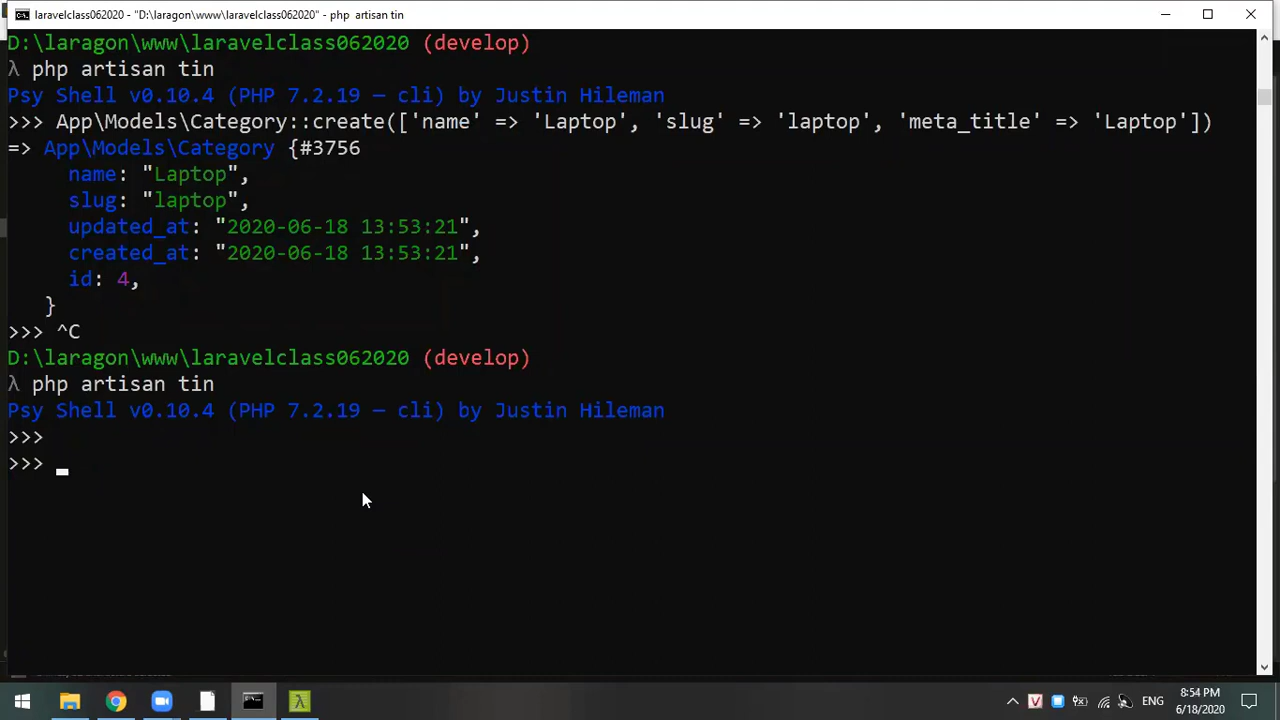 laravelclass062020 - "D:\laragon\www\laravelclass062020" - php  artisan tin
D:\laragon\www\laravelclass062020 (develop)
λ php artisan tin
Psy Shell v0.10.4 (PHP 7.2.19 — cli) by Justin Hileman
>>> App\Models\Category::create(['name' => 'Laptop', 'slug' => 'laptop', 'meta_title' => 'Laptop'])
=> App\Models\Category {#3756
name: "Laptop",
slug: "laptop",
updated_at: "2020-06-18 13:53:21",
created_at: "2020-06-18 13:53:21",
id: 4,
}
>>> ^C
D:\laragon\www\laravelclass062020 (develop)
λ php artisan tin
Psy Shell v0.10.4 (PHP 7.2.19 — cli) by Justin Hileman
>>>
>>>
ENG
8:54 PM
6/18/2020